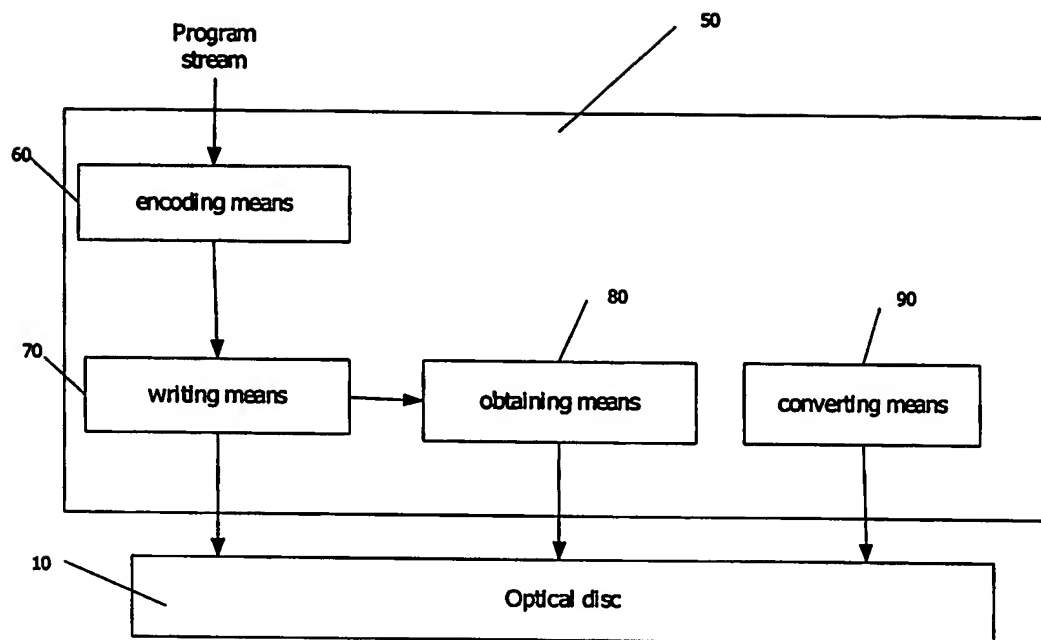 Program
stream
50
60
encoding means
80
90
70
writing means
obtaining means
converting means
10
Optical disc